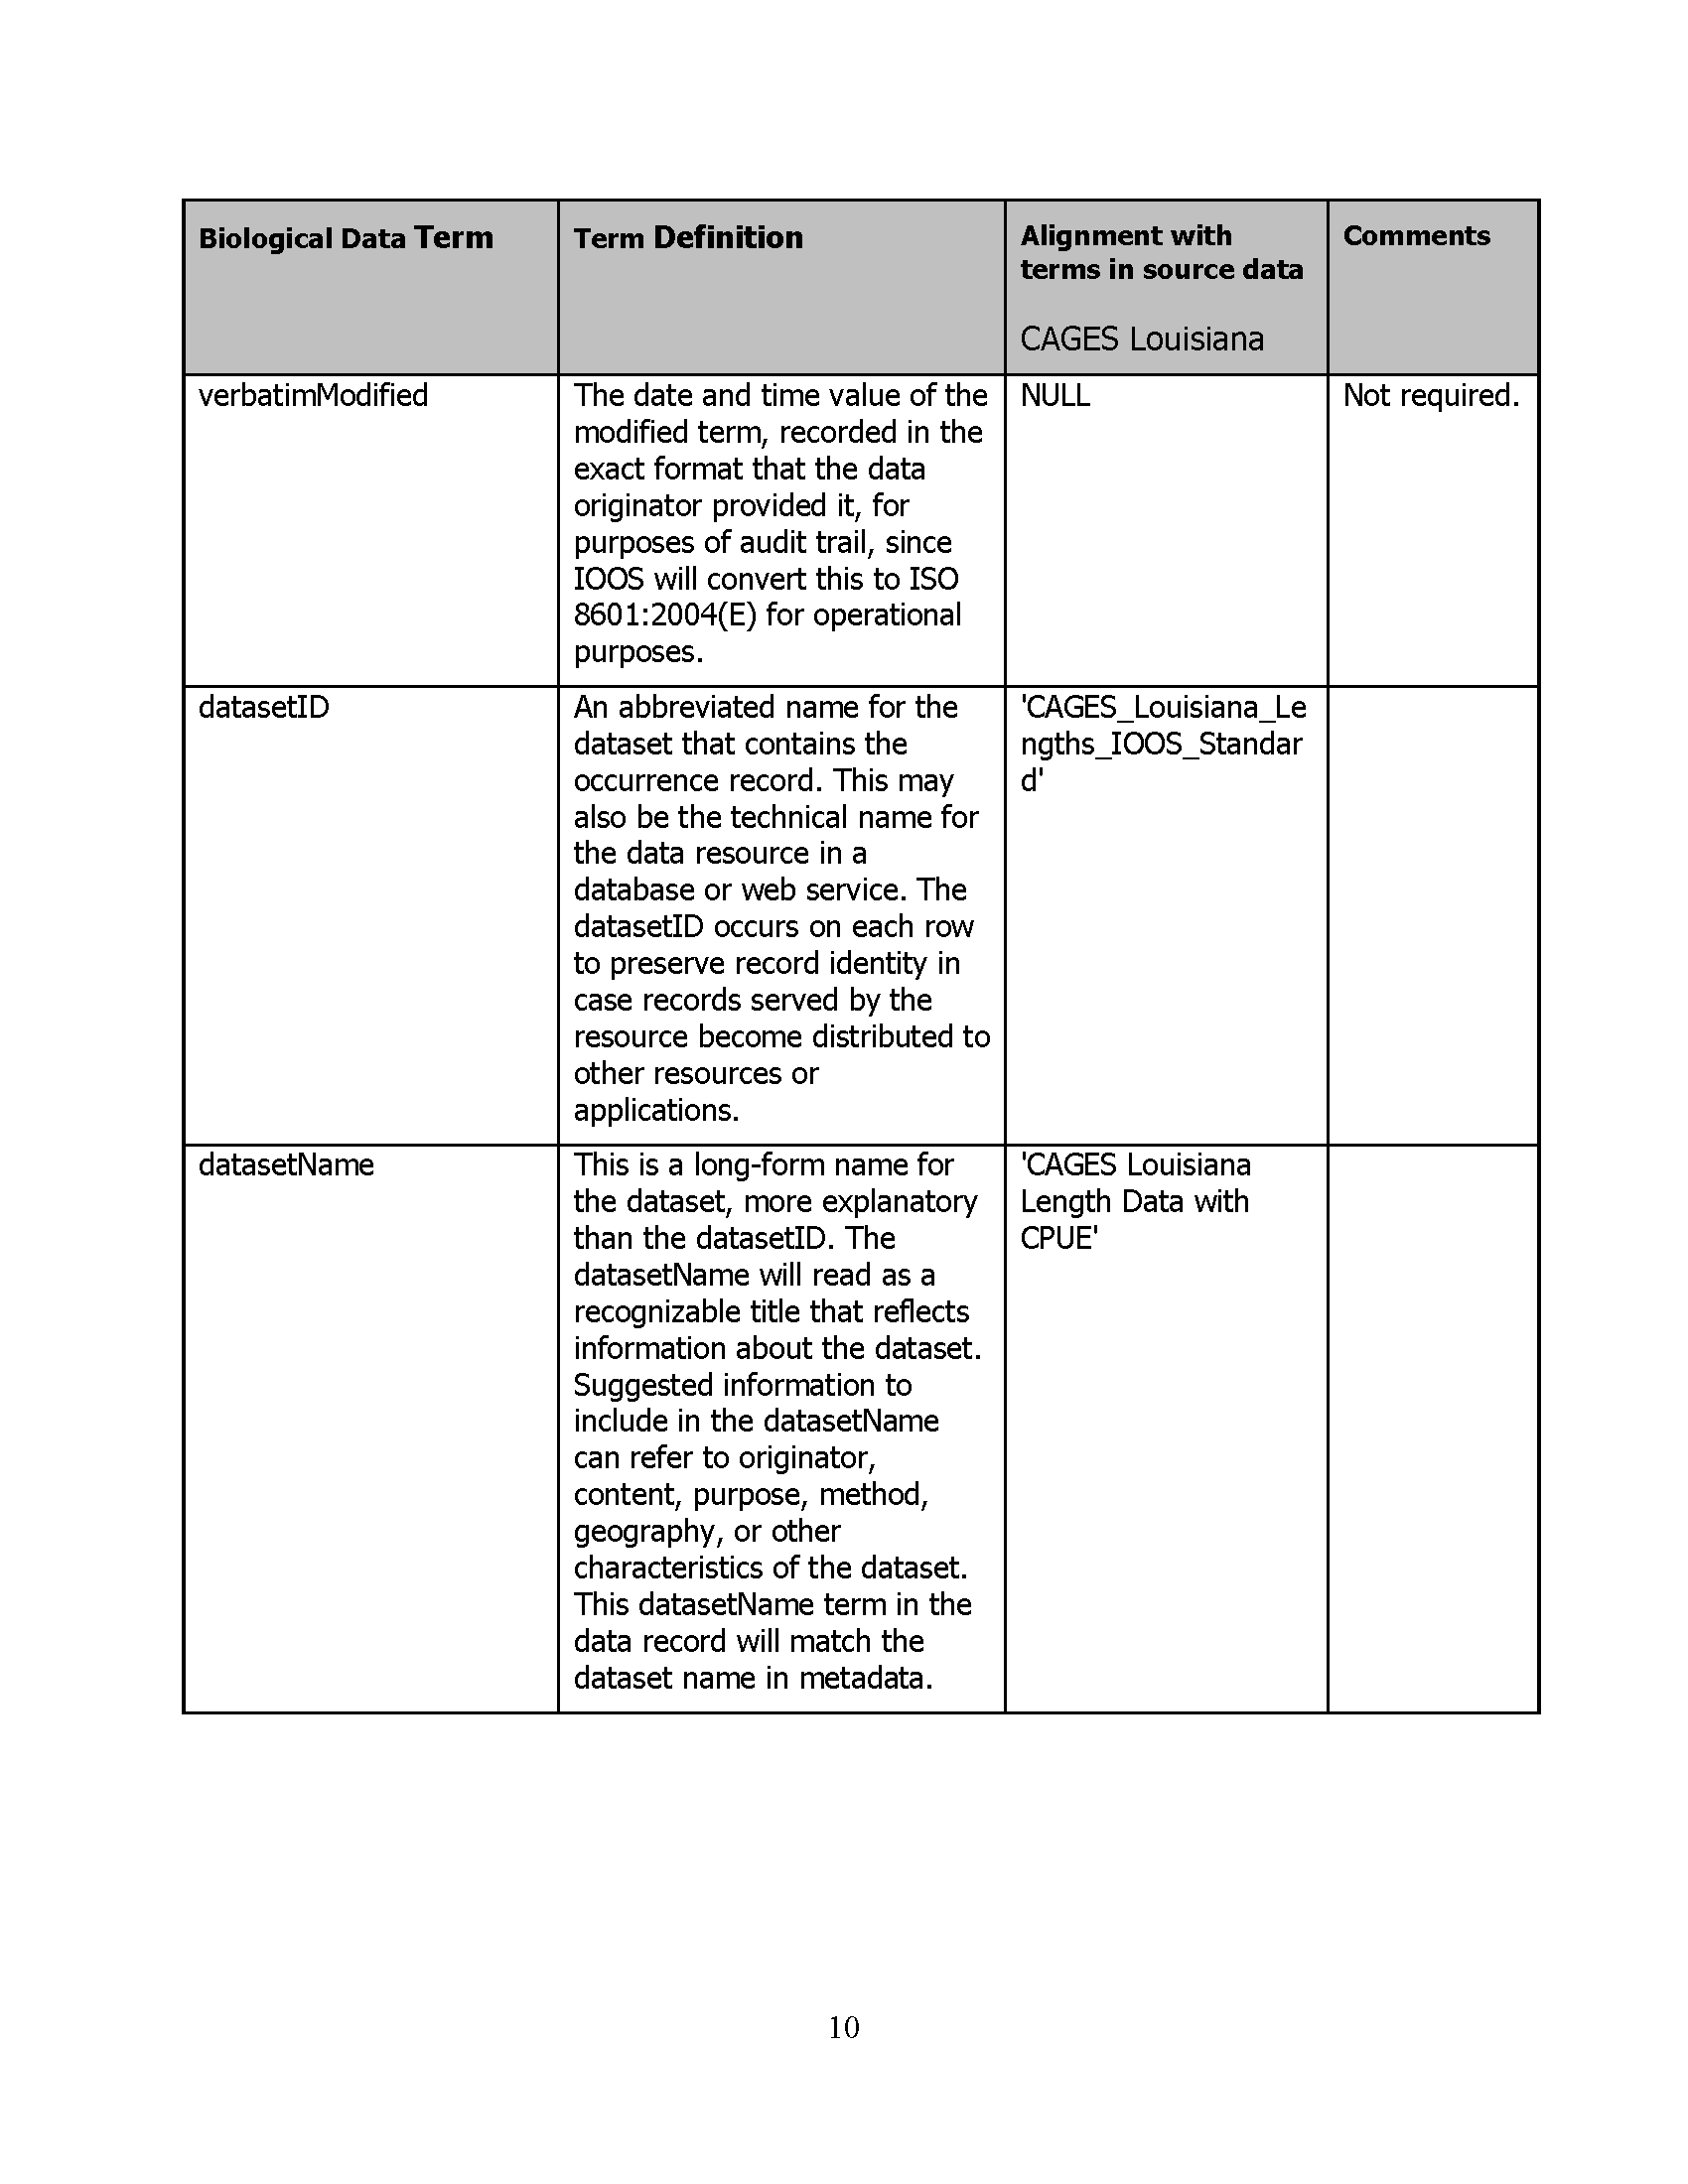 Biological Data Term
Term Definition
Alignment with
terms in source data
CAGES Louisiana
Comments
verbatimModified
The date and time value of the
modified term, recorded in the
exact format that the data
originator provided it, for
purposes of audit trail, since
IOOS will convert this to ISO
8601:2004(E) for operational
purposes.
NULL
Not required.
datasetID
An abbreviated name for the
dataset that contains the
occurrence record. This may
also be the technical name for
the data resource in a
database or web service. The
datasetID occurs on each row
to preserve record identity in
case records served by the
resource become distributed to
other resources or
applications.
'CAGES_Louisiana_Le
ngths_IOOS_Standar
d'
datasetName
This is a long-form name for
the dataset, more explanatory
than the datasetID. The
datasetName will read as a
recognizable title that reflects
information about the dataset.
Suggested information to
include in the datasetName
can refer to originator,
content, purpose, method,
geography, or other
characteristics of the dataset.
This datasetName term in the
data record will match the
dataset name in metadata.
'CAGES Louisiana
Length Data with
CPUE'
10